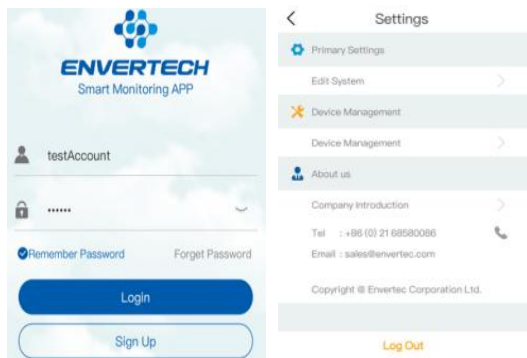 ENVERTECH
Smart Monitoring APP
testAccount
••••••
Remember Password
Forget Password
Login
Sign Up
Settings
Primary Settings
Edit System
Device Management
Device Management
About us
Company Introduction
Tel : +86 (0) 21 68580086
Email : sales@envertec.com
Copyright @ Envertec Corporation Ltd.
Log Out